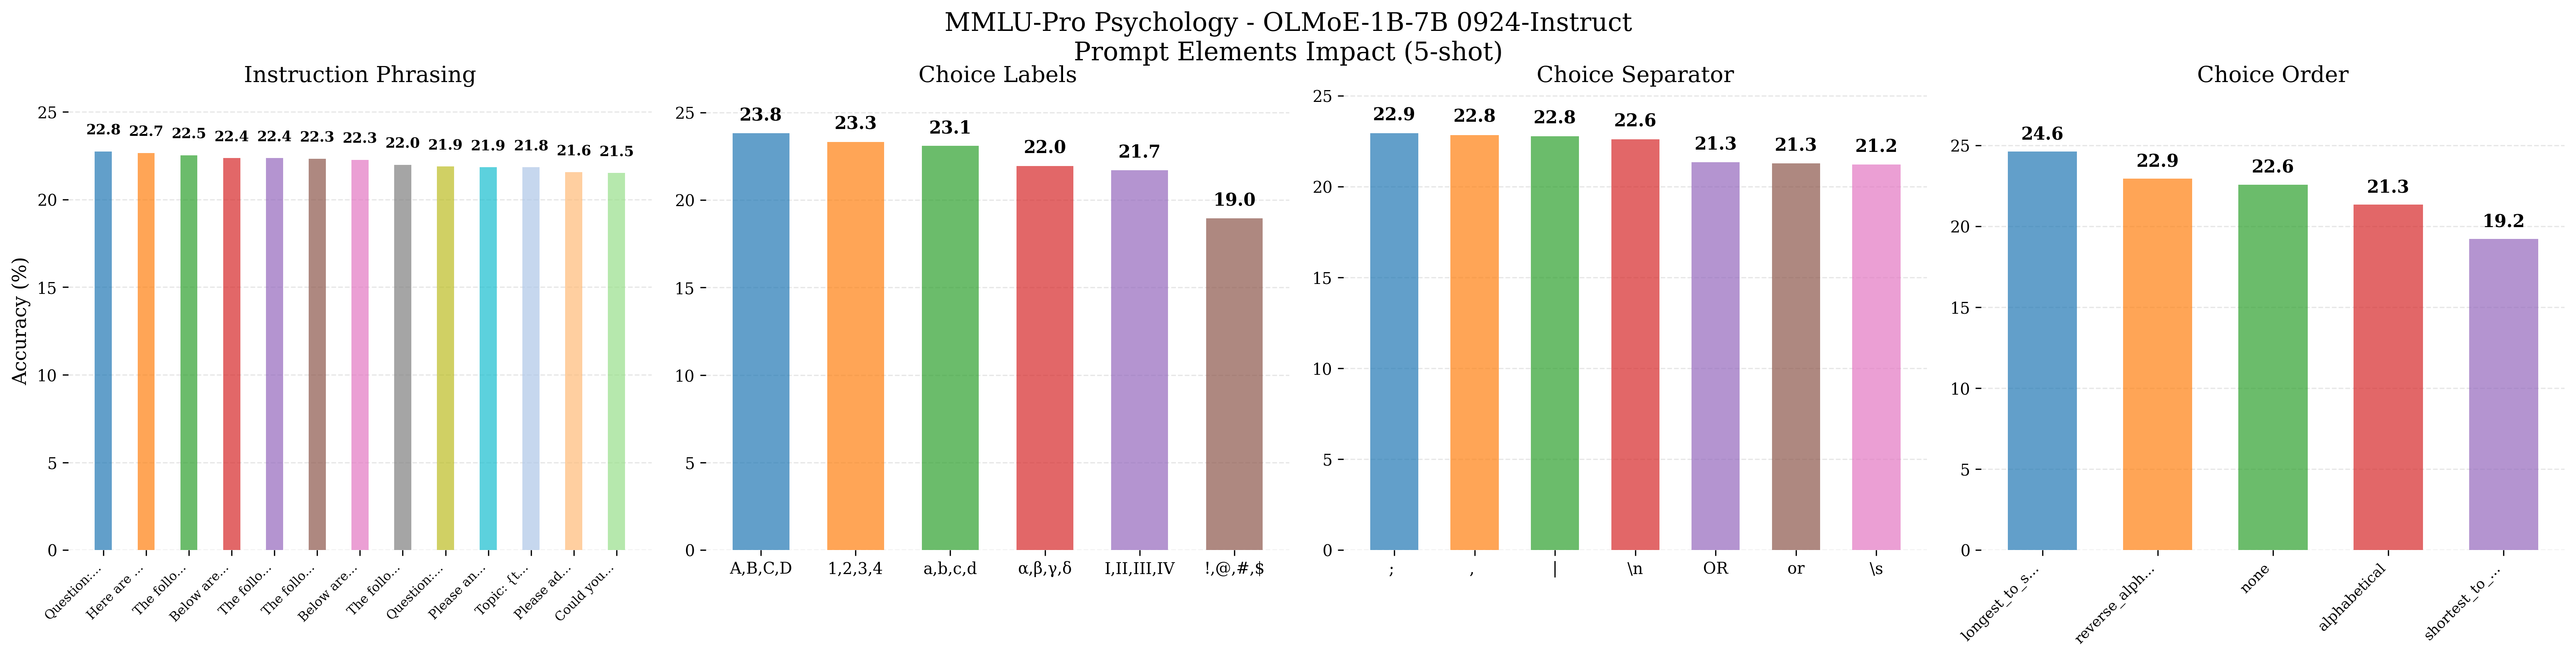 MMLU-Pro Psychology - OLMoE-1B-7B 0924-Instruct
Prompt Elements Impact (5-shot)
Instruction Phrasing
Accuracy (%)
25
20
15
10
5
0
22.8 22.7 22.5 22.4 22.4 22.3 22.3 22.0 21.9 21.9 21.8 21.6 21.5
Question:...
Here are ...
The follo...
Below are...
The follo...
The follo...
Below are...
The follo...
Question:...
Please an...
Topic: {t...
Please ad...
Could you...
Choice Labels
25
20
15
10
5
0
23.8 23.3 23.1 22.0 21.7 19.0
A,B,C,D 1,2,3,4 a,b,c,d α,β,γ,δ I,II,III,IV !,@,#,$
Choice Separator
25
20
15
10
5
0
22.9 22.8 22.8 22.6 21.3 21.3 21.2
; , | \n OR or \s
Choice Order
25
20
15
10
5
0
24.6 22.9 22.6 21.3 19.2
longest_to_s...
reverse_alph...
none
alphabetical
shortest_to_...